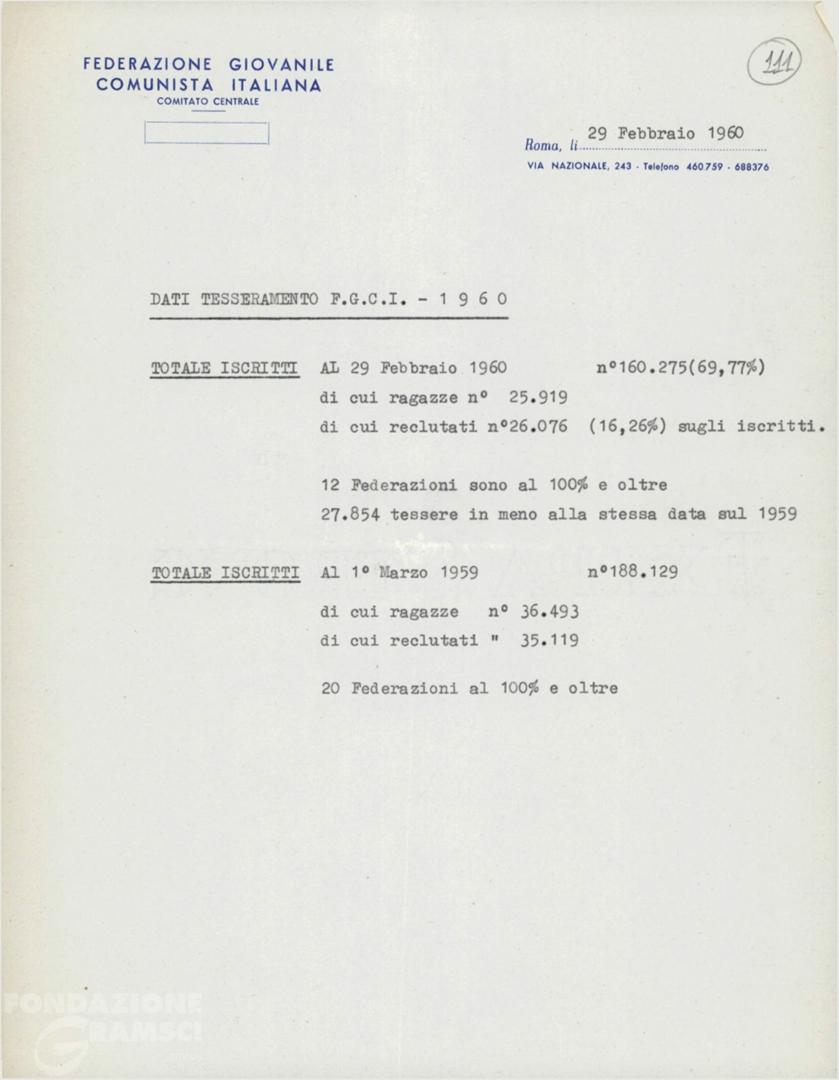 FEDERAZIONE GIOVANILE
COMUNISTA ITALIANA
COMITATO CENTRALE
111
29 Febbraio 1960
Roma, li
VIA NAZIONALE, 243 - Telefono 460.759 - 688376
DATI TESSERAMENTO F.G.C.I. - 1 9 6 0
TOTALE ISCRITTI AL 29 Febbraio 1960 n°160.275(69,77%)
di cui ragazze n° 25.919
di cui reclutati n°26.076 (16,26%) sugli iscritti.
12 Federazioni sono al 100% e oltre
27.854 tessere in meno alla stessa data sul 1959
TOTALE ISCRITTI Al 1° Marzo 1959 n°188.129
di cui ragazze n° 36.493
di cui reclutati " 35.119
20 Federazioni al 100% e oltre
FONDAZIONE
GRAMSCI